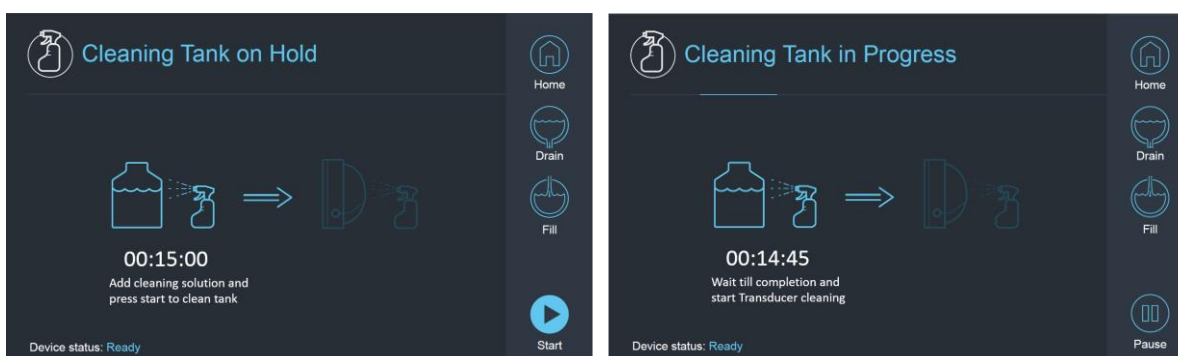 Cleaning Tank on Hold
Home
Drain
Fill
00:15:00
Add cleaning solution and
press start to clean tank
Start
Device status: Ready
Cleaning Tank in Progress
Home
Drain
Fill
00:14:45
Wait till completion and
start Transducer cleaning
Pause
Device status: Ready